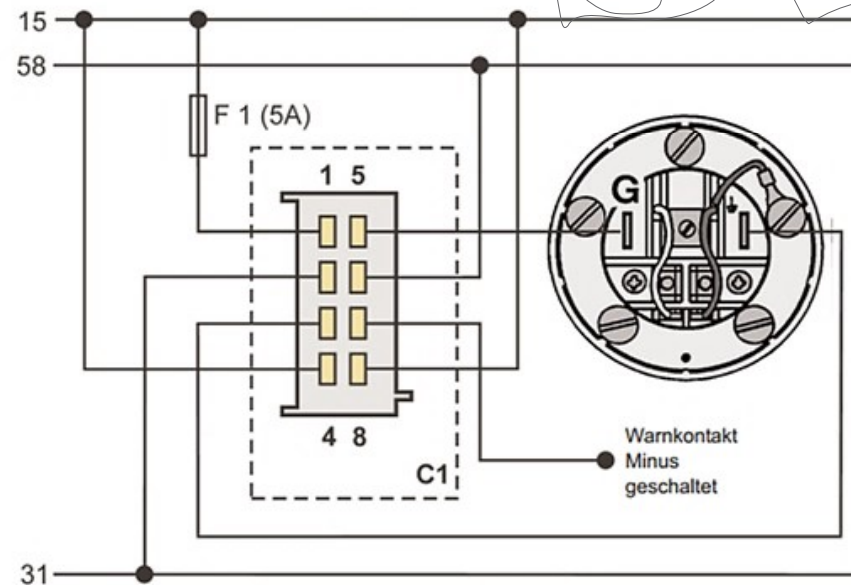 15
58
F 1 (5A)
1 5
G
4 8
C1
Warnkontakt
Minus
geschaltet
31